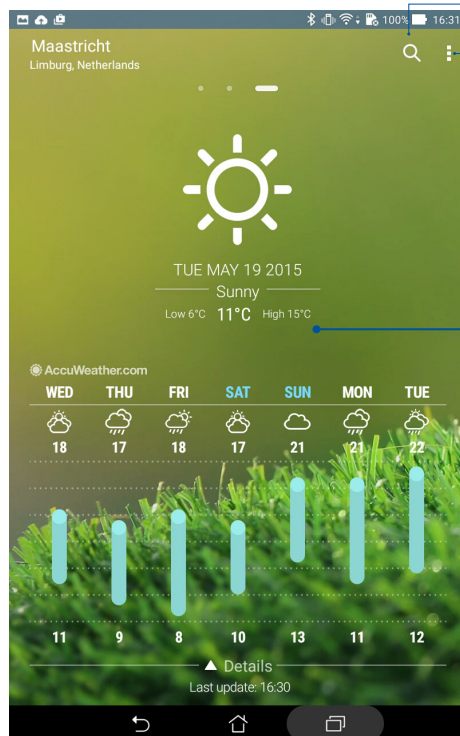 100% 16:31
Maastricht
Limburg, Netherlands
TUE MAY 19 2015
Sunny
Low 6°C 11°C High 15°C
AccuWeather.com
WED THU FRI SAT SUN MON TUE
18 17 18 17 21 21 22
11 9 8 10 13 11 12
Details
Last update: 16:30